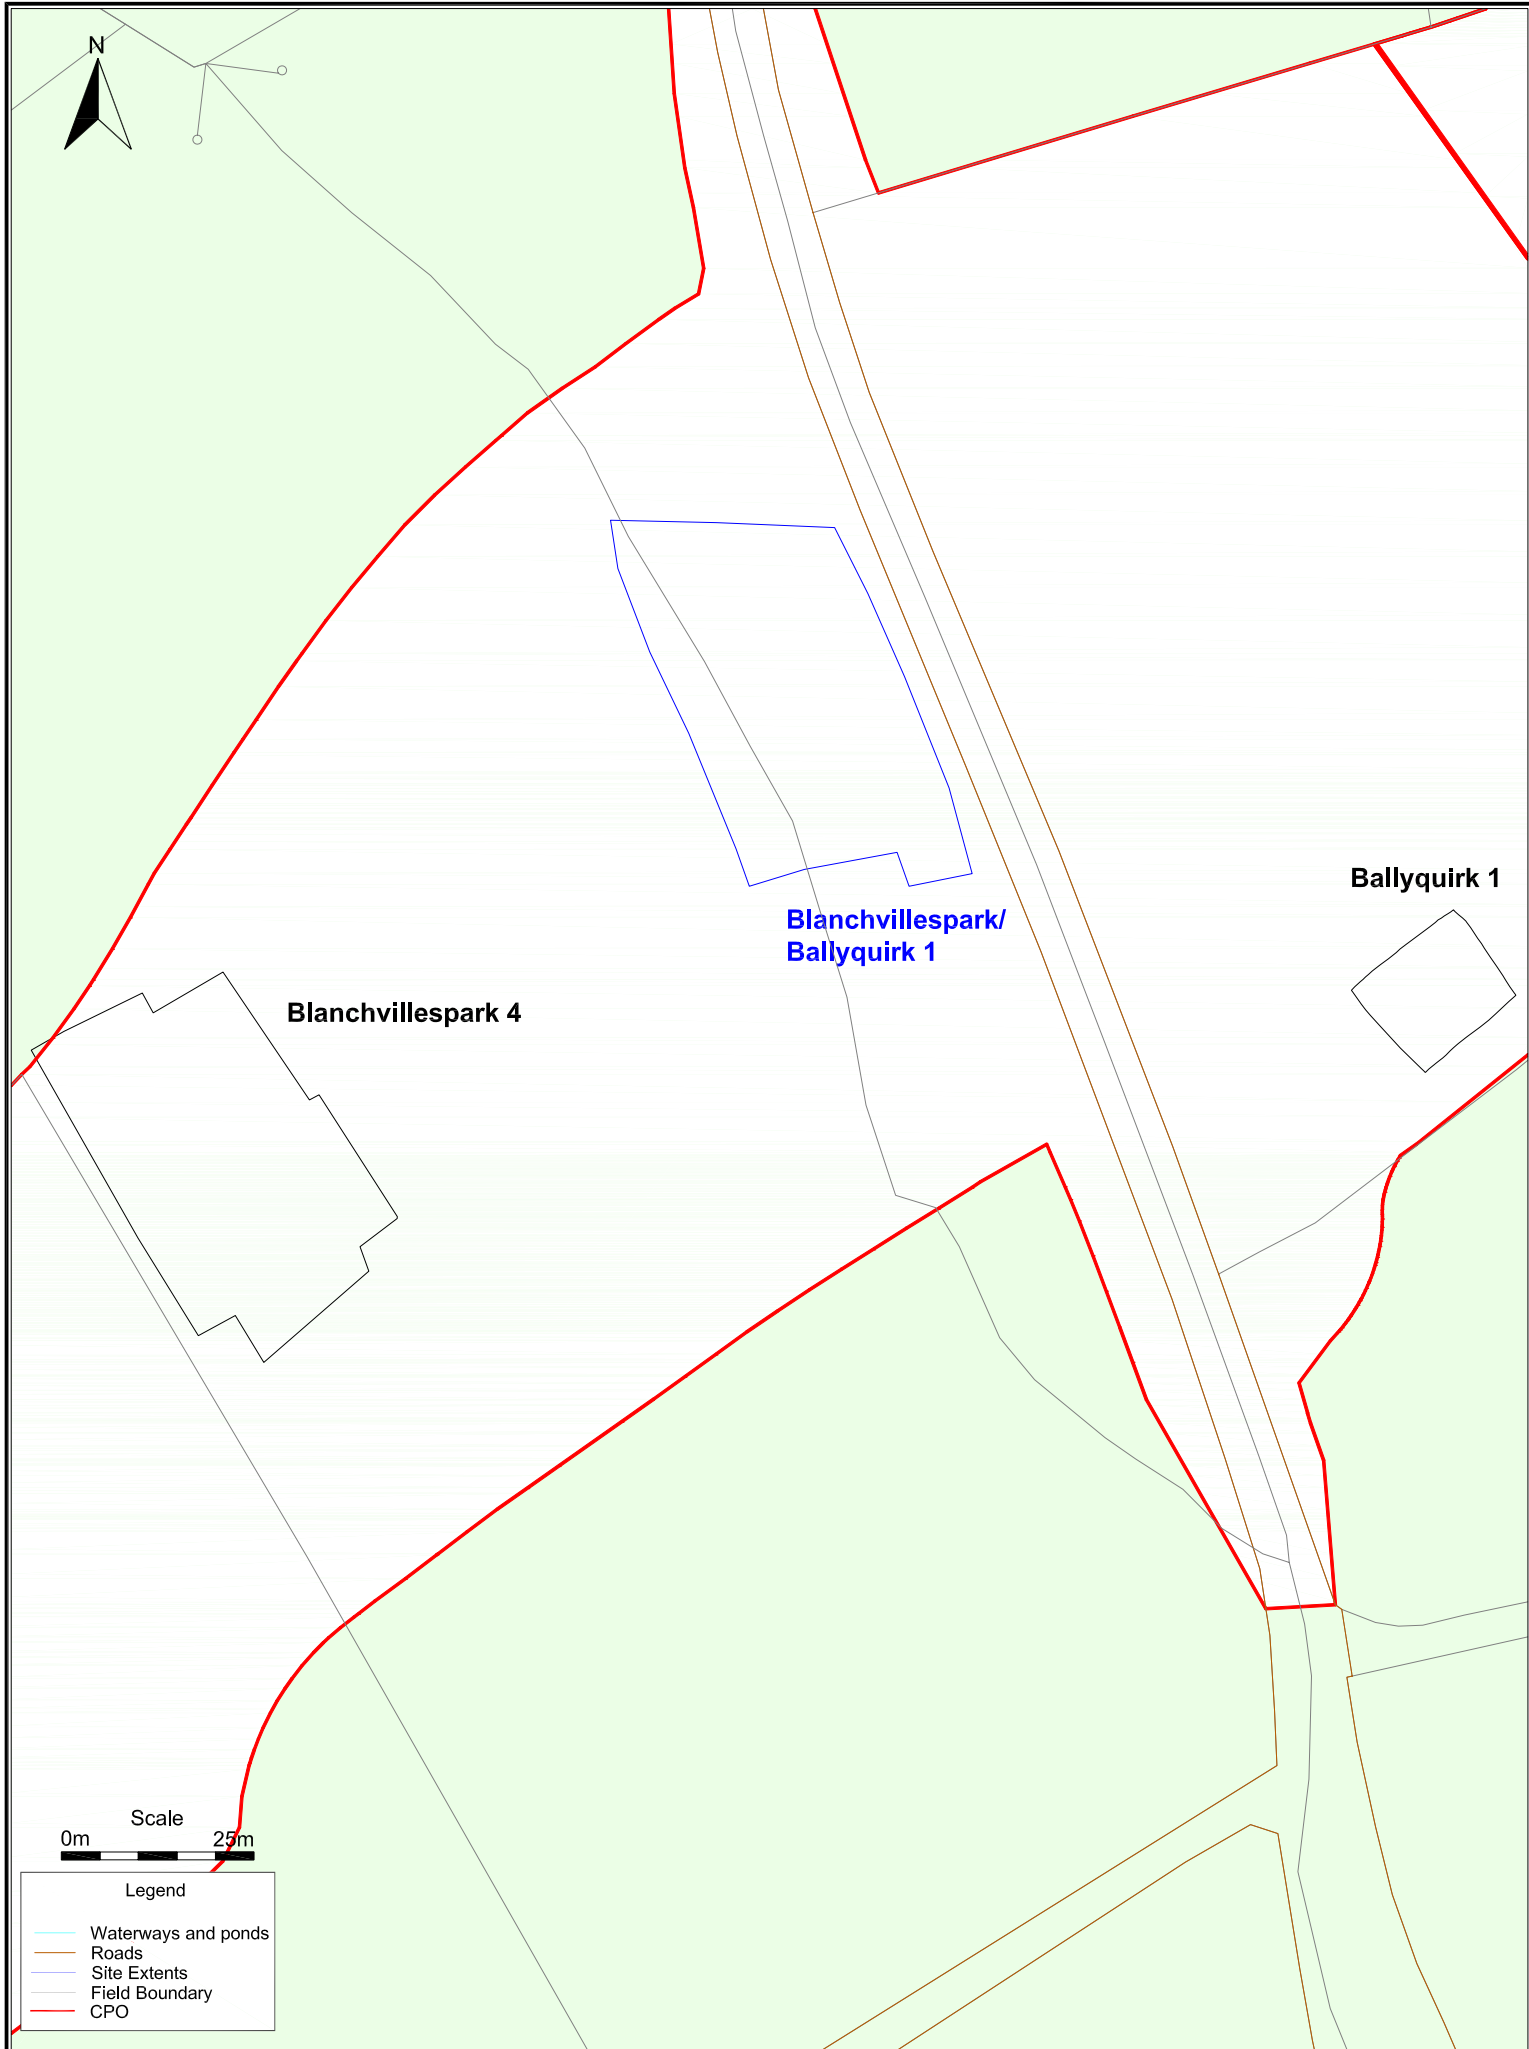 N
Ballyquirk 1
Blanchvillespark/
Ballyquirk 1
Blanchvillespark 4
Scale
0m 25m
Legend
Waterways and ponds
Roads
Site Extents
Field Boundary
CPO